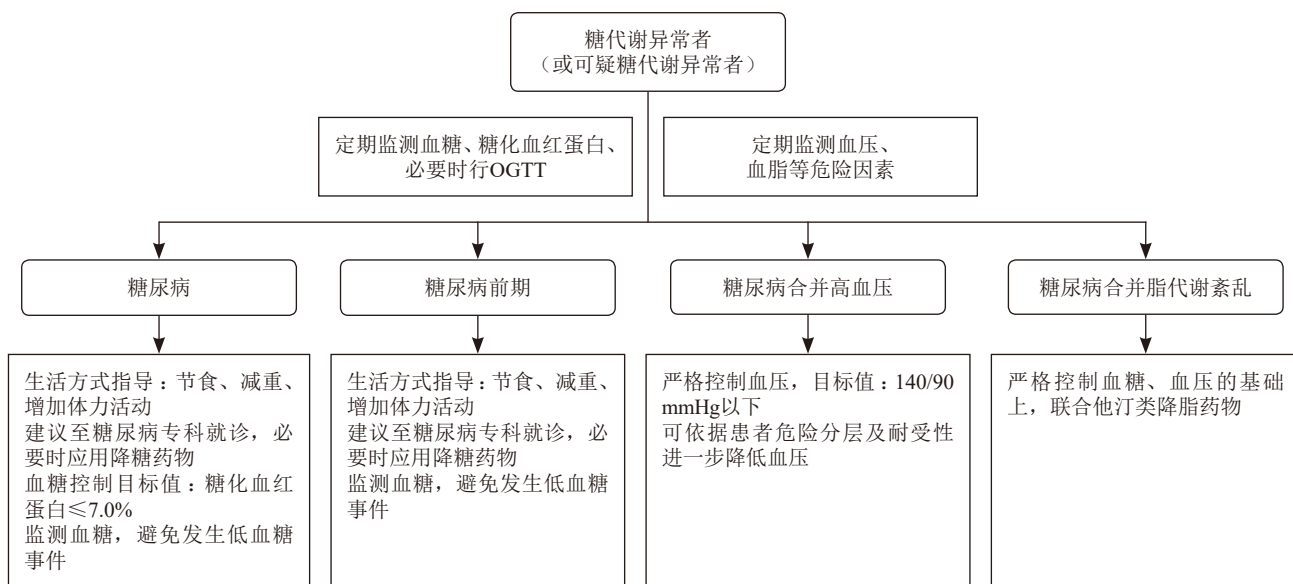 糖代谢异常者
（或可疑糖代谢异常者）
定期监测血糖、糖化血红蛋白、
必要时行OGTT
定期监测血压、
血脂等危险因素
糖尿病
糖尿病前期
糖尿病合并高血压
糖尿病合并脂代谢紊乱
生活方式指导：节食、减重、
增加体力活动
建议至糖尿病专科就诊，必
要时应用降糖药物
血糖控制目标值：糖化血红
蛋白≤7.0%
监测血糖，避免发生低血糖
事件
生活方式指导：节食、减重、
增加体力活动
建议至糖尿病专科就诊，必
要时应用降糖药物
监测血糖，避免发生低血糖
事件
严格控制血压，目标值：140/90
mmHg以下
可依据患者危险分层及耐受性
进一步降低血压
严格控制血糖、血压的基础
上，联合他汀类降脂药物